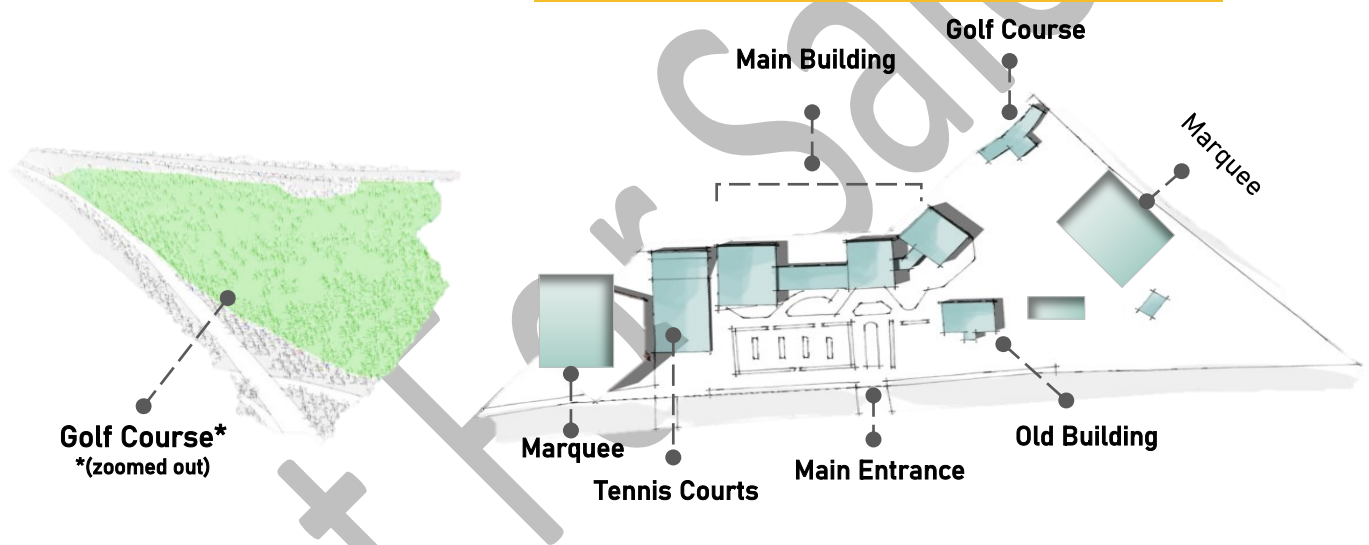 Golf Course
Main Building
Marquee
Golf Course*
*(zoomed out)
Marquee
Tennis Courts
Main Entrance
Old Building
t For Sale